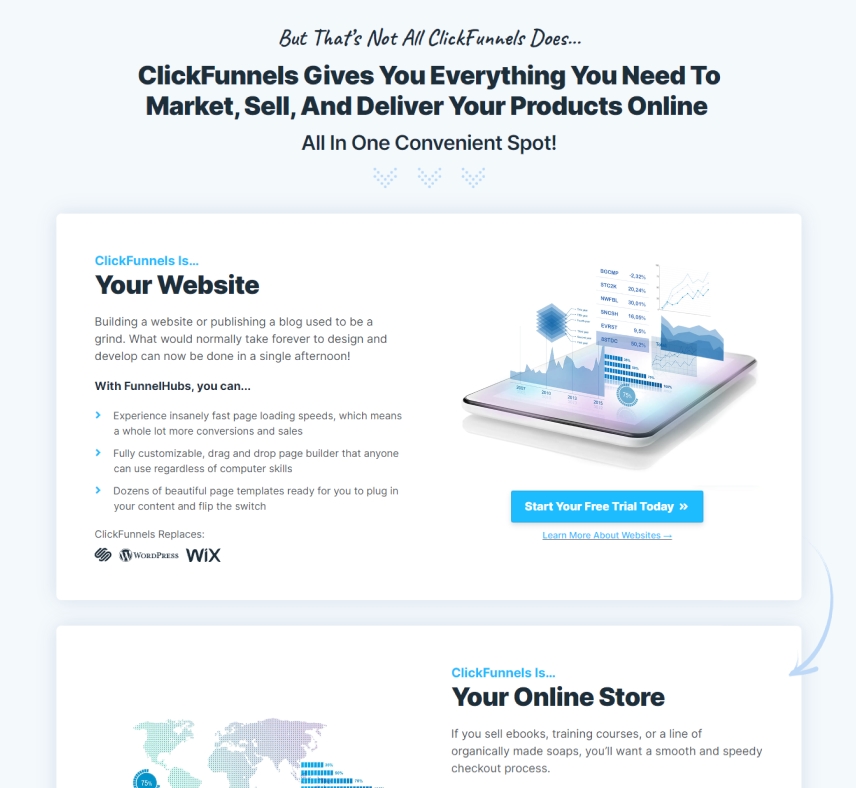 But That's Not All ClickFunnels Does...
ClickFunnels Gives You Everything You Need To
Market, Sell, And Deliver Your Products Online
All In One Convenient Spot!
ClickFunnels Is...
Your Website
Building a website or publishing a blog used to be a
grind. What would normally take forever to design and
develop can now be done in a single afternoon!
With FunnelHubs, you can...
Experience insanely fast page loading speeds, which means
a whole lot more conversions and sales
Fully customizable, drag and drop page builder that anyone
can use regardless of computer skills
Dozens of beautiful page templates ready for you to plug in
your content and flip the switch
ClickFunnels Replaces:
WORDPRESS WiX
-2,32%
STC2K 20,24%
NWFBL 30,01%
SNCSH 16,05%
EVRST 9,5%
50,2%
2007 2010 2013 2015
75%
Start Your Free Trial Today »
Learn More About Websites →
ClickFunnels Is...
Your Online Store
If you sell ebooks, training courses, or a line of
organically made soaps, you'll want a smooth and speedy
checkout process.
75%